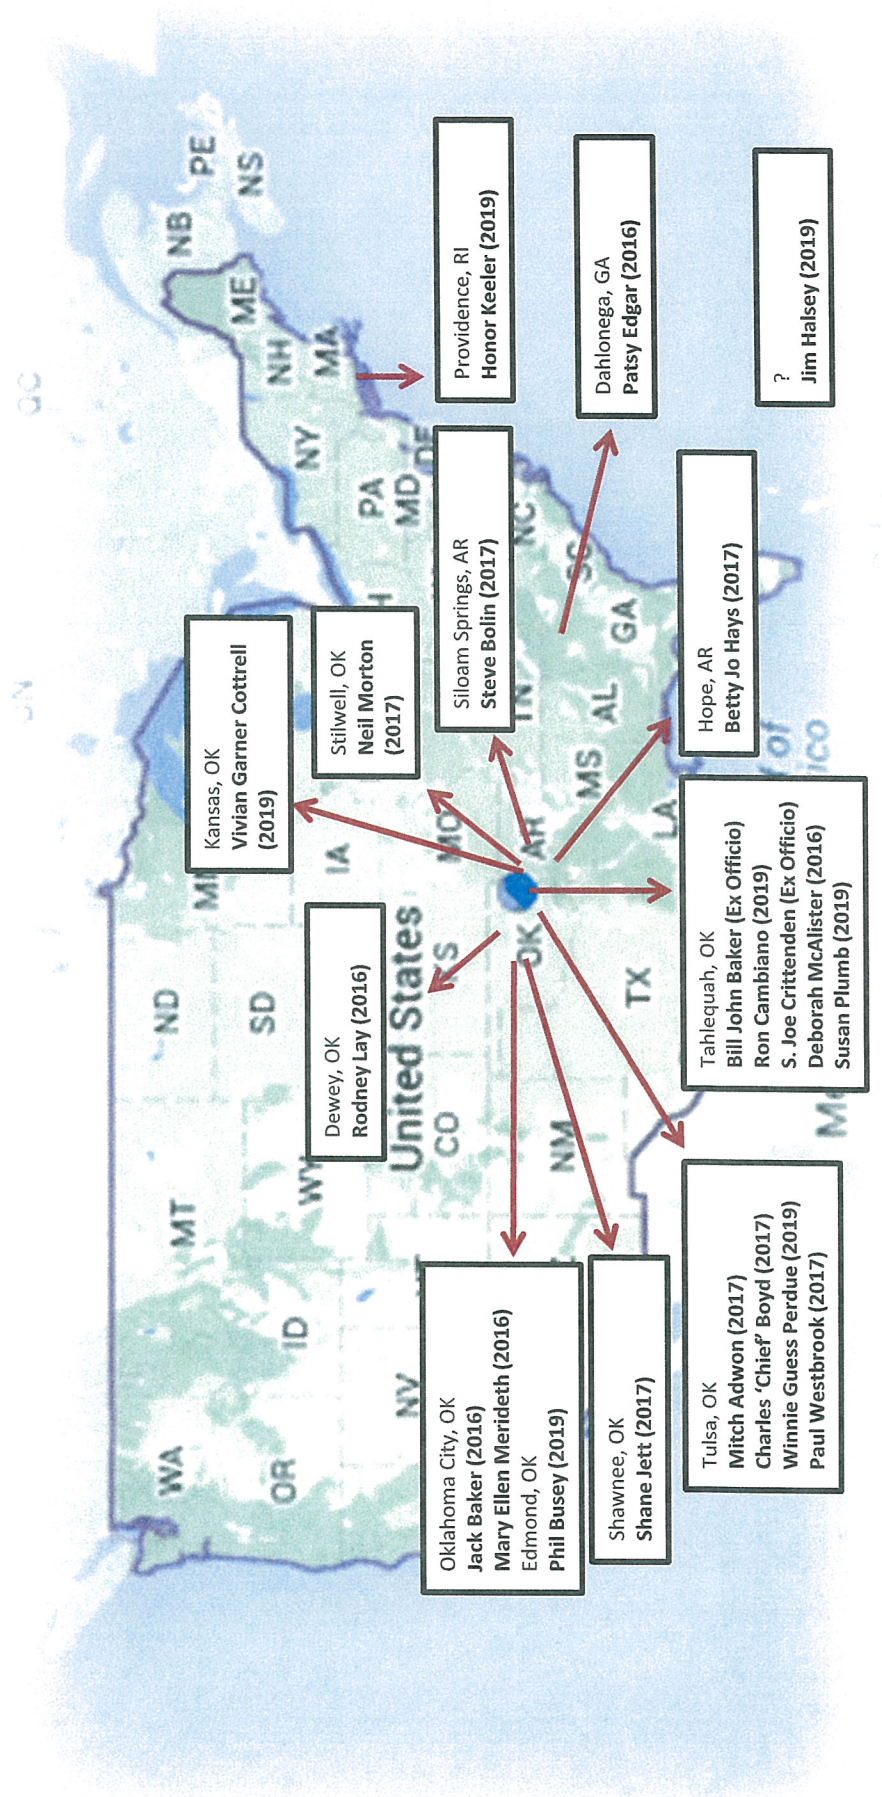 QC
NB
PE
NS
ME
NH
MA
NY
PA
MD
DE
NC
SC
GA
TN
AL
MS
LA
AR
MO
IA
ND
SD
MT
WY
ID
WA
OR
NV
CO
KS
NM
OK
TX
United States
Kansas, OK
Vivian Garner Cottrell
(2019)
Stilwell, OK
Neil Morton
(2017)
Siloam Springs, AR
Steve Bolin (2017)
Providence, RI
Honor Keeler (2019)
Dahlonega, GA
Patsy Edgar (2016)
?
Jim Halsey (2019)
Hope, AR
Betty Jo Hays (2017)
Dewey, OK
Rodney Lay (2016)
Tahlequah, OK
Bill John Baker (Ex Officio)
Ron Cambiano (2019)
S. Joe Crittenden (Ex Officio)
Deborah McAlister (2016)
Susan Plumb (2019)
Oklahoma City, OK
Jack Baker (2016)
Mary Ellen Merideth (2016)
Edmond, OK
Phil Busey (2019)
Shawnee, OK
Shane Jett (2017)
Tulsa, OK
Mitch Adwon (2017)
Charles ‘Chief’ Boyd (2017)
Winnie Guess Perdue (2019)
Paul Westbrook (2017)